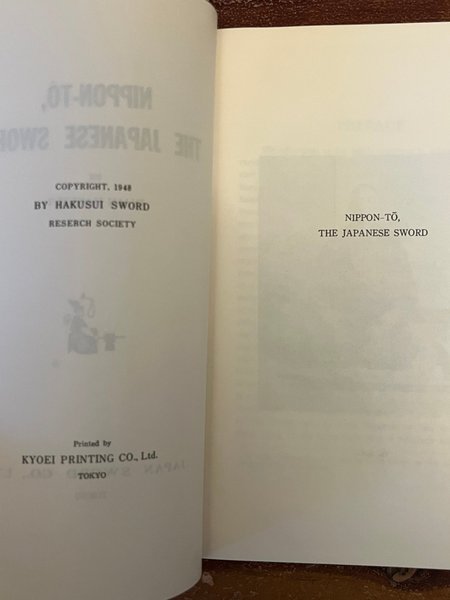 COPYRIGHT, 1948
BY HAKUSUI SWORD
RESERCH SOCIETY
Printed by
KYOEI PRINTING CO., Ltd.
TOKYO
NIPPON-TŌ,
THE JAPANESE SWORD